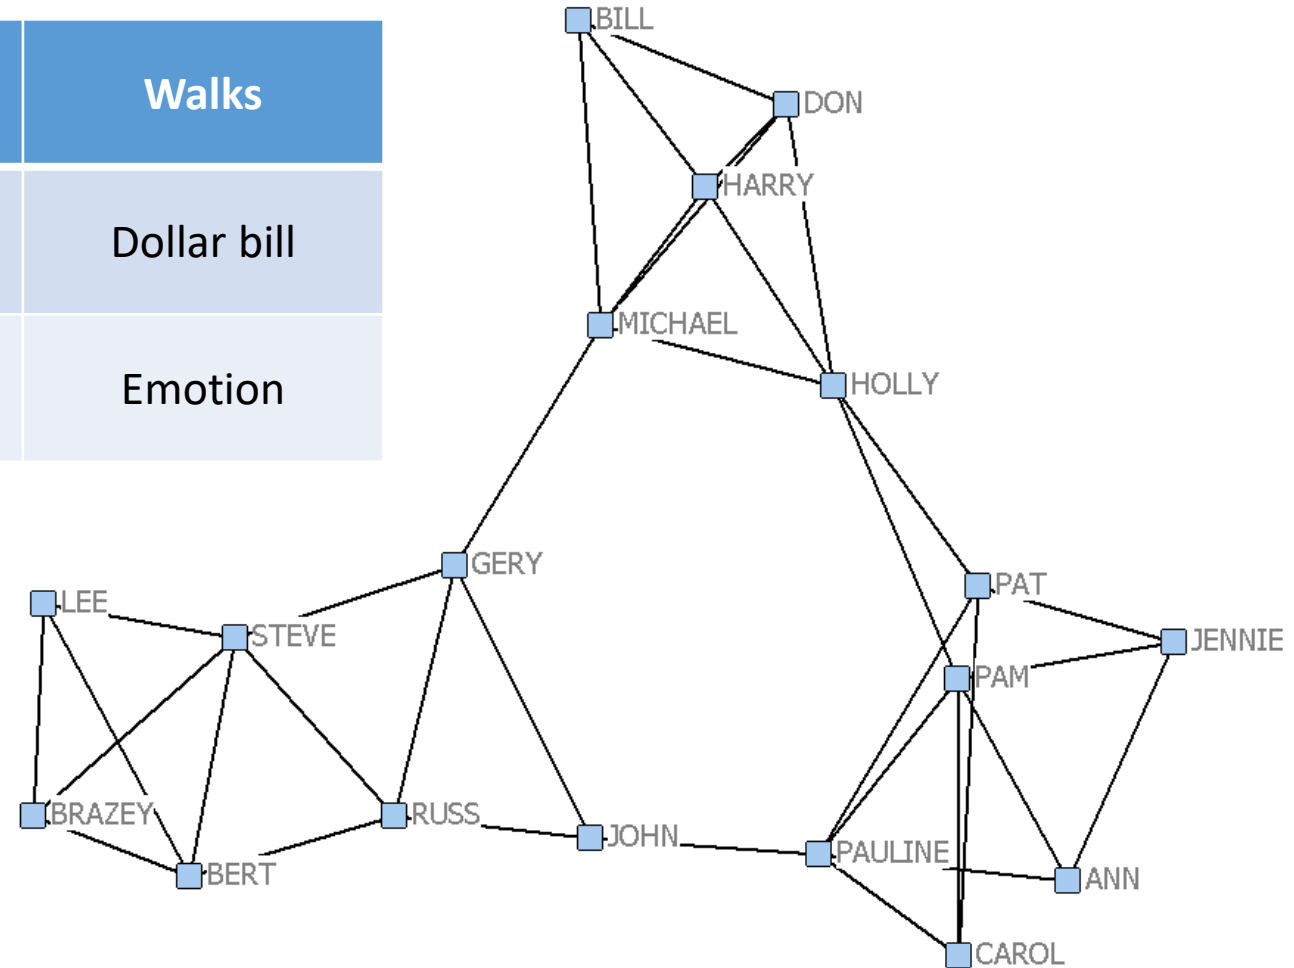 BILL
Walks
DON
HARRY
Dollar bill
MICHAEL
HOLLY
Emotion
GERY
PAT
LEE
STEVE
JENNIE
PAM
BRAZEY
RUSS
JOHN
PAULINE
BERT
ANN
CAROL